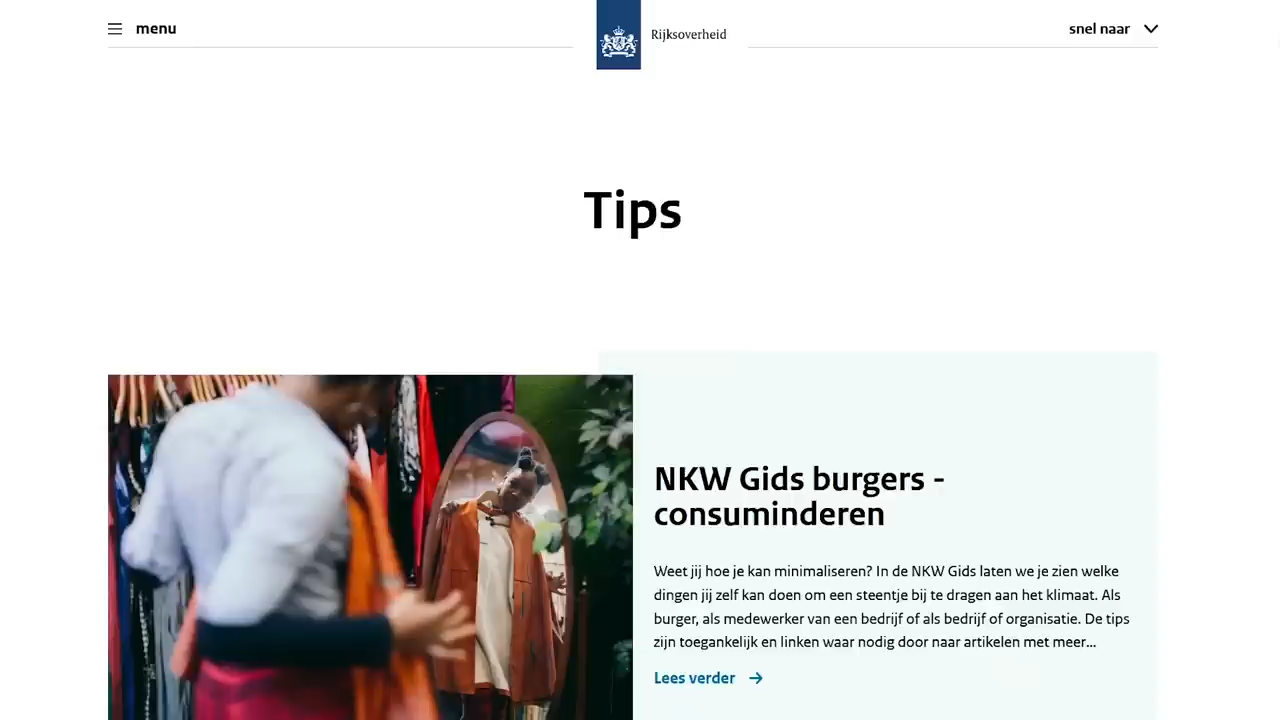 menu
Rijksoverheid
snel naar
Tips
NKW Gids burgers -
consuminderen
Weet jij hoe je kan minimaliseren? In de NKW Gids laten we je zien welke
dingen jij zelf kan doen om een steentje bij te dragen aan het klimaat. Als
burger, als medewerker van een bedrijf of als bedrijf of organisatie. De tips
zijn toegankelijk en linken waar nodig door naar artikelen met meer...
Lees verder